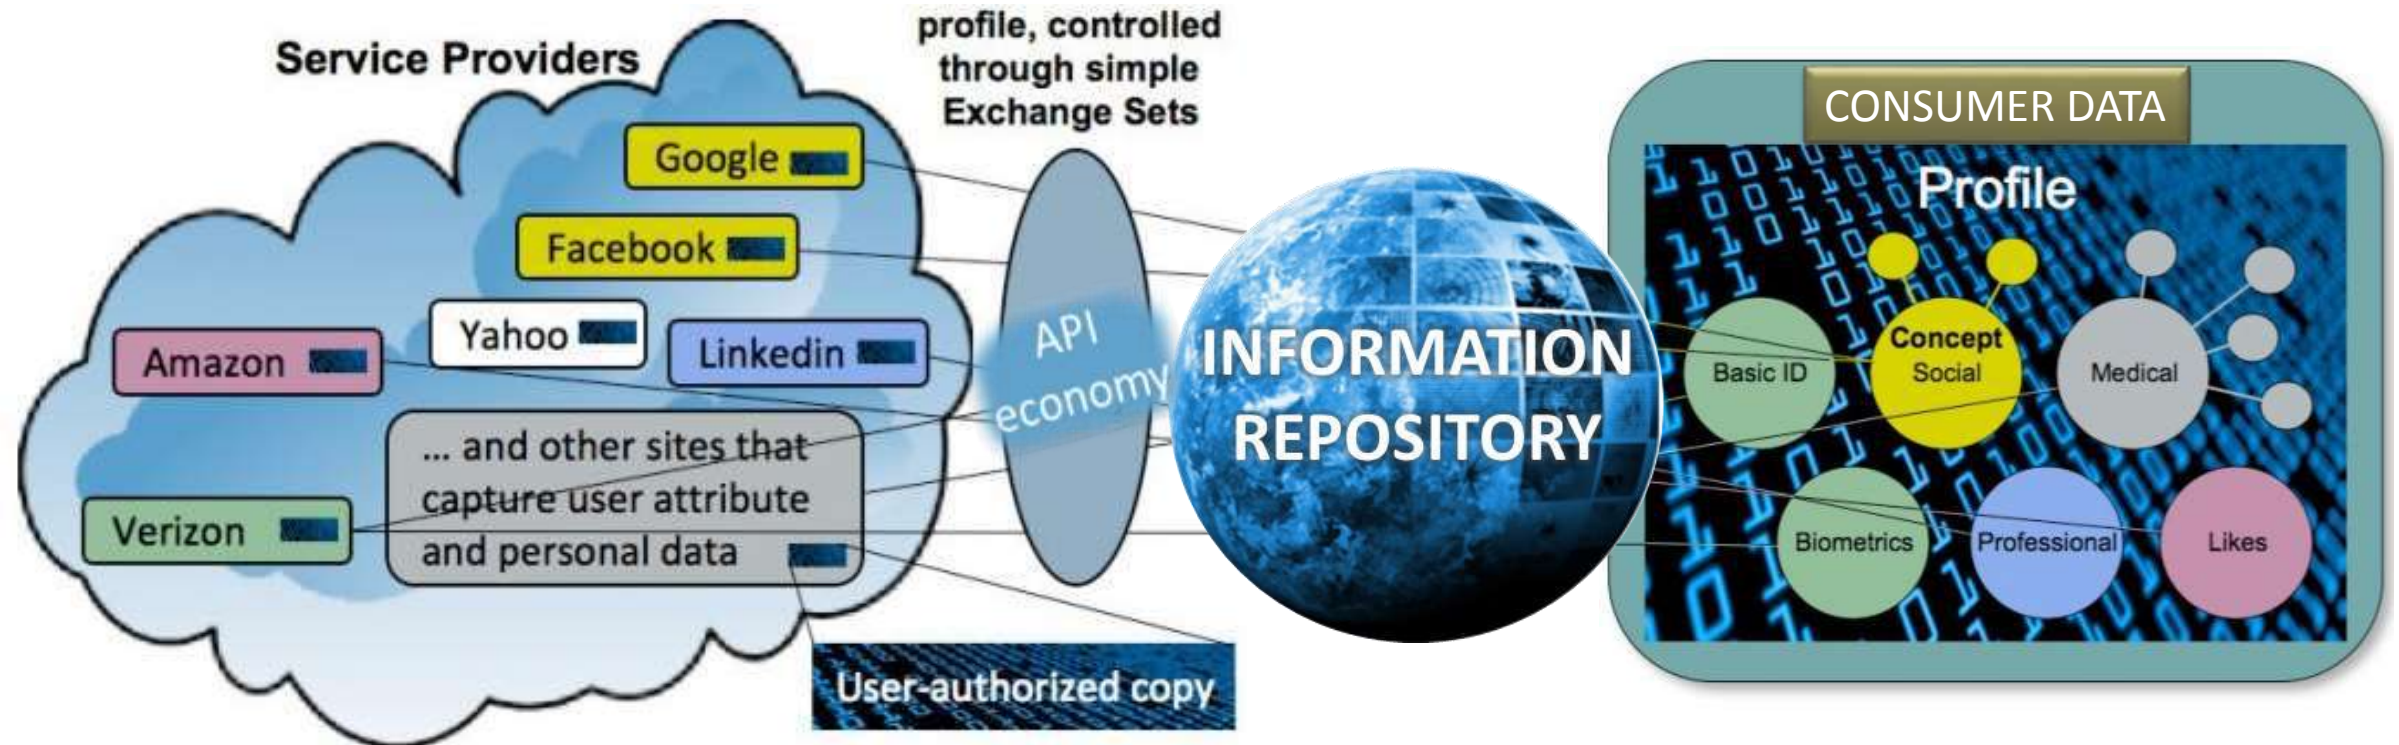 Service Providers
Google
Facebook
Yahoo
Linkedin
Amazon
... and other sites that
capture user attribute
and personal data
Verizon
User-authorized copy
profile, controlled
through simple
Exchange Sets
API
economy
INFORMATION
REPOSITORY
CONSUMER DATA
Profile
Basic ID
Concept
Social
Medical
Biometrics
Professional
Likes